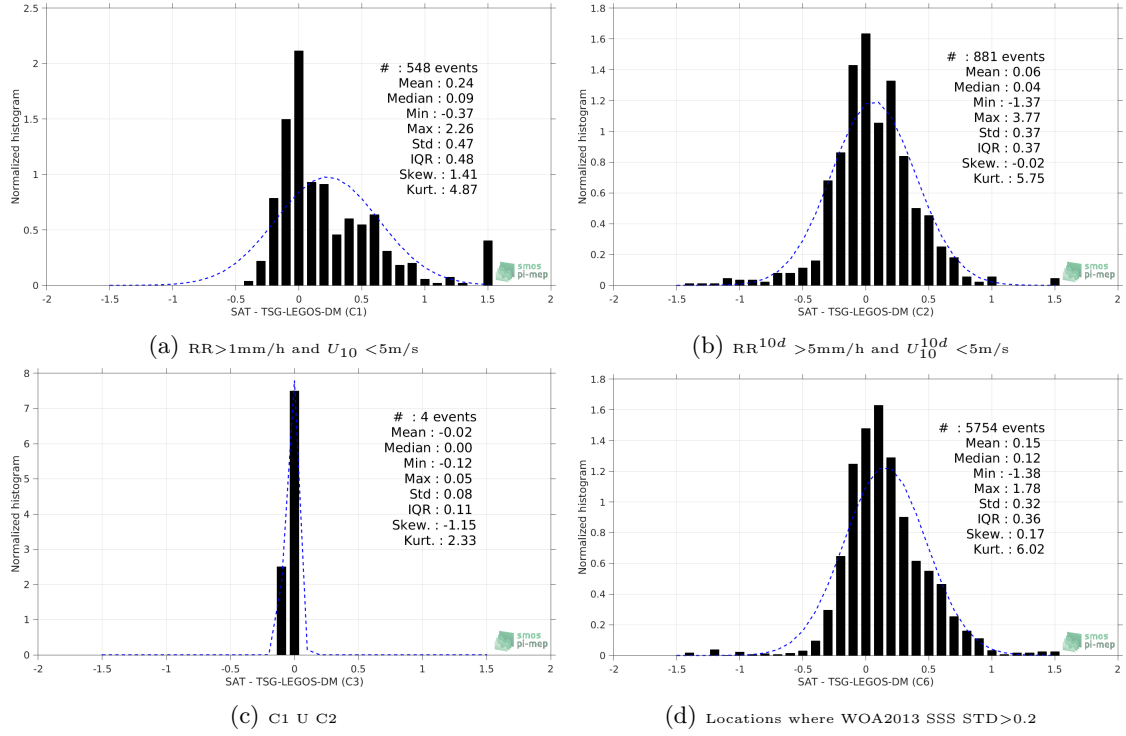 2.5
2
1.5
1
0.5
0
-2
-1.5
-1
-0.5
0
0.5
1
1.5
2
Normalized histogram
SAT - TSG-LEGOS-DM (C1)
# : 548 events
Mean : 0.24
Median : 0.09
Min : -0.37
Max : 2.26
Std : 0.47
IQR : 0.48
Skew. : 1.41
Kurt. : 4.87
smos
pi-mep
(a) RR>1mm/h and U10 <5m/s
1.8
1.6
1.4
1.2
1
0.8
0.6
0.4
0.2
0
-2
-1.5
-1
-0.5
0
0.5
1
1.5
2
Normalized histogram
SAT - TSG-LEGOS-DM (C2)
# : 881 events
Mean : 0.06
Median : 0.04
Min : -1.37
Max : 3.77
Std : 0.37
IQR : 0.37
Skew. : -0.02
Kurt. : 5.75
smos
pi-mep
(b) RR10d >5mm/h and U10d10 <5m/s
8
7
6
5
4
3
2
1
0
-2
-1.5
-1
-0.5
0
0.5
1
1.5
2
Normalized histogram
SAT - TSG-LEGOS-DM (C3)
# : 4 events
Mean : -0.02
Median : 0.00
Min : -0.12
Max : 0.05
Std : 0.08
IQR : 0.11
Skew. : -1.15
Kurt. : 2.33
smos
pi-mep
(c) C1 U C2
1.8
1.6
1.4
1.2
1
0.8
0.6
0.4
0.2
0
-2
-1.5
-1
-0.5
0
0.5
1
1.5
2
Normalized histogram
SAT - TSG-LEGOS-DM (C6)
# : 5754 events
Mean : 0.15
Median : 0.12
Min : -1.38
Max : 1.78
Std : 0.32
IQR : 0.36
Skew. : 0.17
Kurt. : 6.02
smos
pi-mep
(d) Locations where WOA2013 SSS STD>0.2